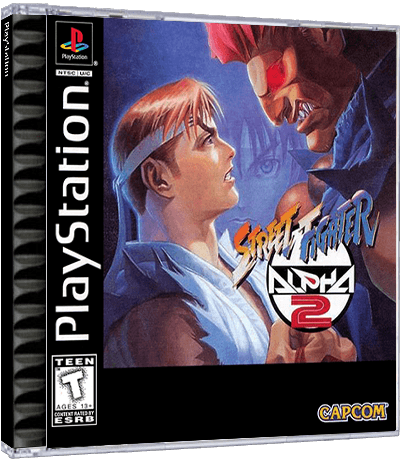 PlayStation
PlayStation
NTSC U/C
PlayStation
STREET FIGHTER
ALPHA
2
TEEN
T
AGES 13+
CONTENT RATED BY
ESRB
CAPCOM